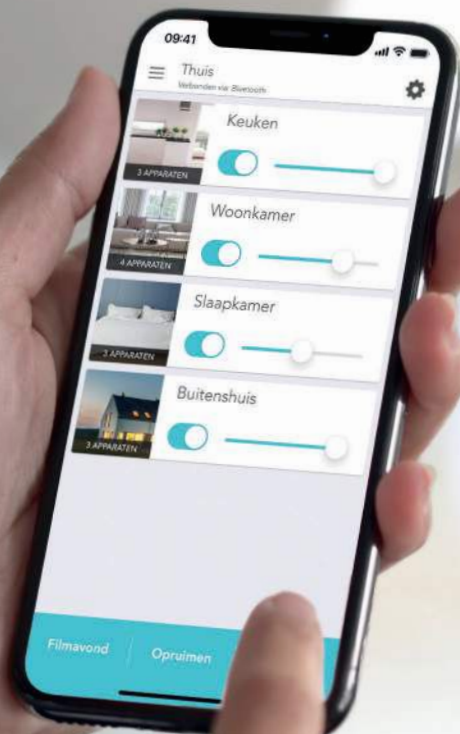 09:41
Thuis
Verbonden via Bluetooth
Keuken
3 APPARATEN
Woonkamer
4 APPARATEN
Slaapkamer
3 APPARATEN
Buitenshuis
3 APPARATEN
Filmavond
Opruimen